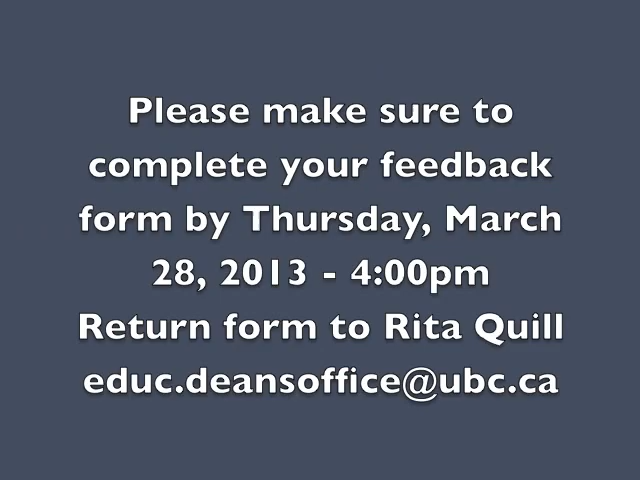 Please make sure to
complete your feedback
form by Thursday, March
28, 2013 - 4:00pm
Return form to Rita Quill
educ.deansoffice@ubc.ca